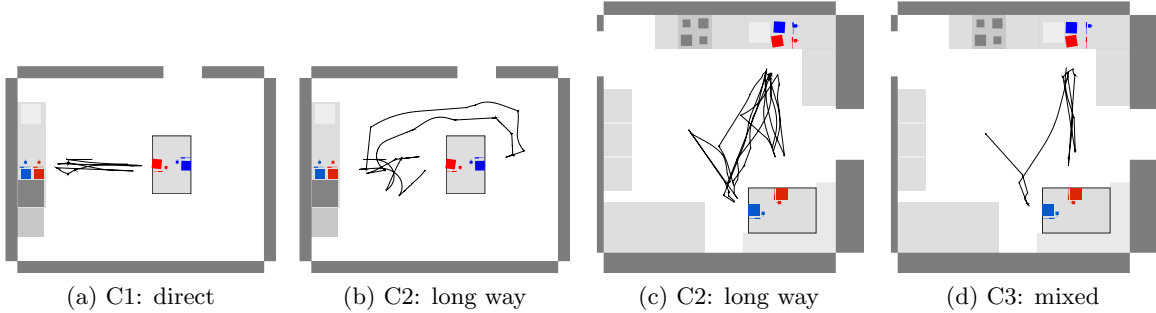 (a) C1: direct
(b) C2: long way
(c) C2: long way
(d) C3: mixed